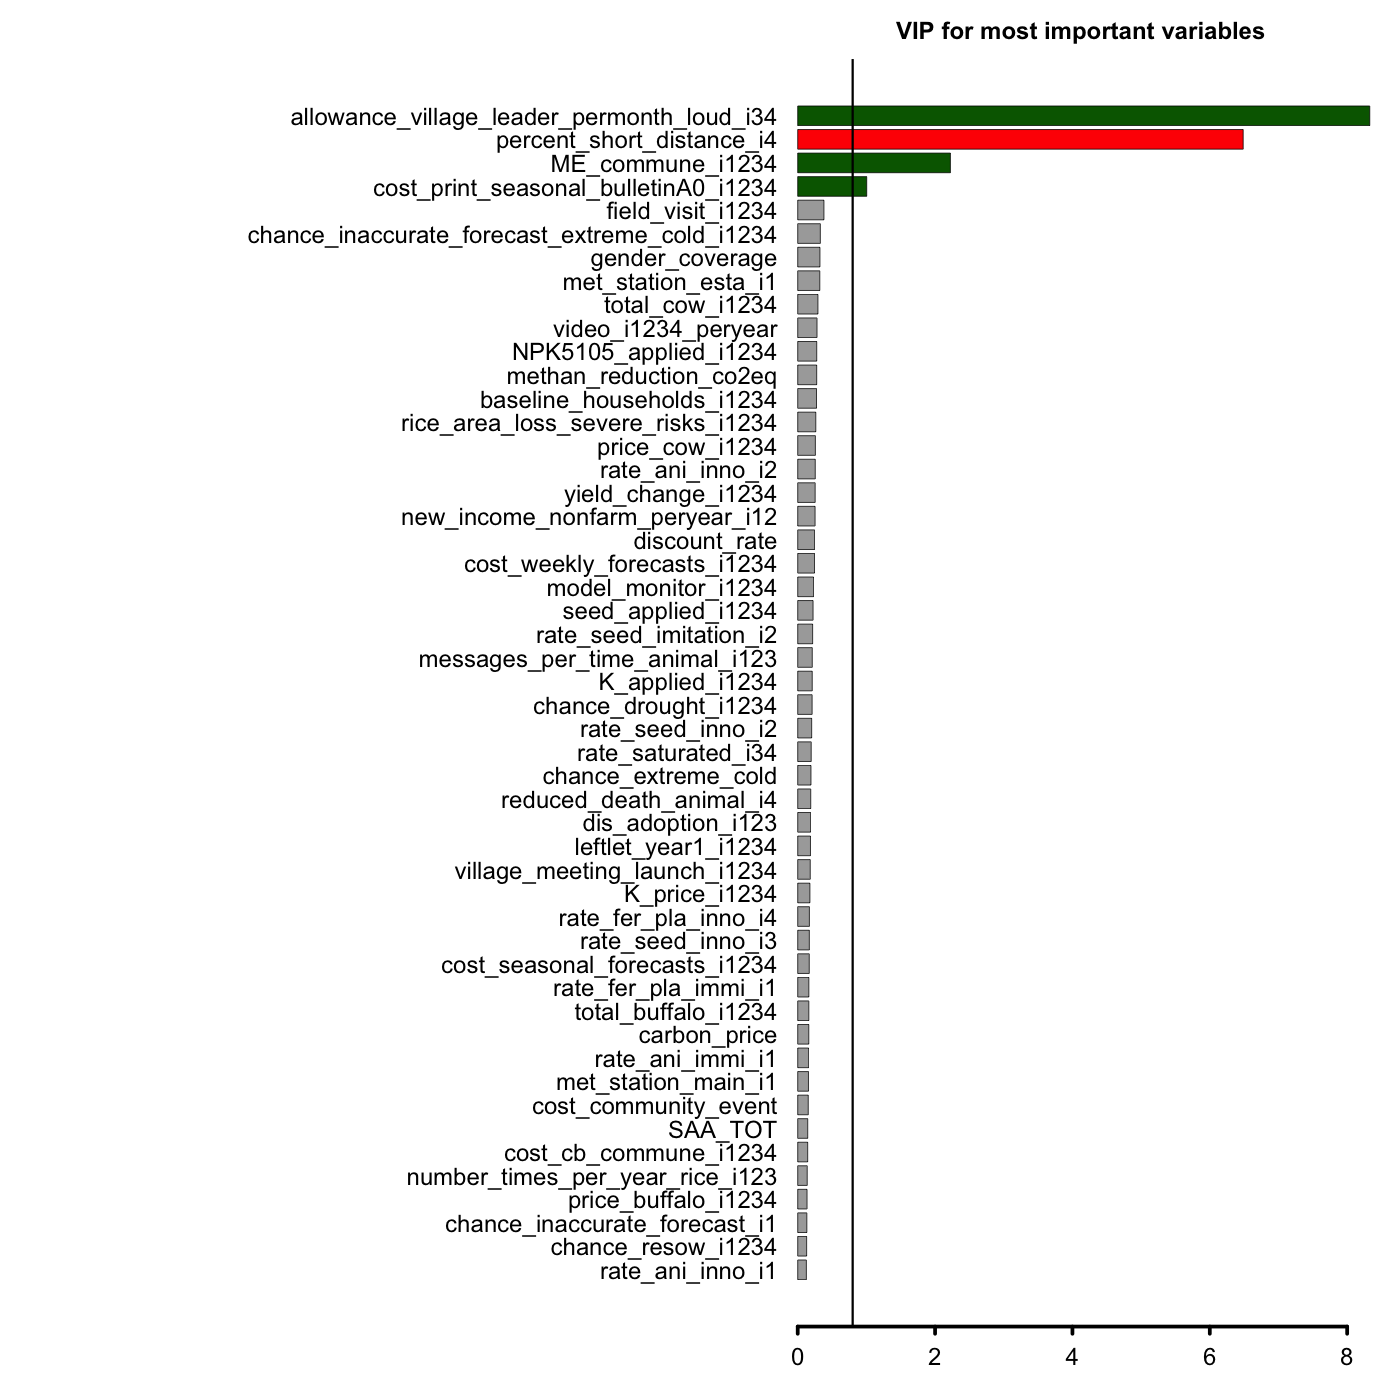 VIP for most important variables
allowance_village_leader_permonth_loud_i34
percent_short_distance_i4
ME_commune_i1234
cost_print_seasonal_bulletinA0_i1234
field_visit_i1234
chance_inaccurate_forecast_extreme_cold_i1234
gender_coverage
met_station_esta_i1
total_cow_i1234
video_i1234_peryear
NPK5105_applied_i1234
methan_reduction_co2eq
baseline_households_i1234
rice_area_loss_severe_risks_i1234
price_cow_i1234
rate_ani_inno_i2
yield_change_i1234
new_income_nonfarm_peryear_i12
discount_rate
cost_weekly_forecasts_i1234
model_monitor_i1234
seed_applied_i1234
rate_seed_imitation_i2
messages_per_time_animal_i123
K_applied_i1234
chance_drought_i1234
rate_seed_inno_i2
rate_saturated_i34
chance_extreme_cold
reduced_death_animal_i4
dis_adoption_i123
leftlet_year1_i1234
village_meeting_launch_i1234
K_price_i1234
rate_fer_pla_inno_i4
rate_seed_inno_i3
cost_seasonal_forecasts_i1234
rate_fer_pla_immi_i1
total_buffalo_i1234
carbon_price
rate_ani_immi_i1
met_station_main_i1
cost_community_event
SAA_TOT
cost_cb_commune_i1234
number_times_per_year_rice_i123
price_buffalo_i1234
chance_inaccurate_forecast_i1
chance_resow_i1234
rate_ani_inno_i1
0 2 4 6 8